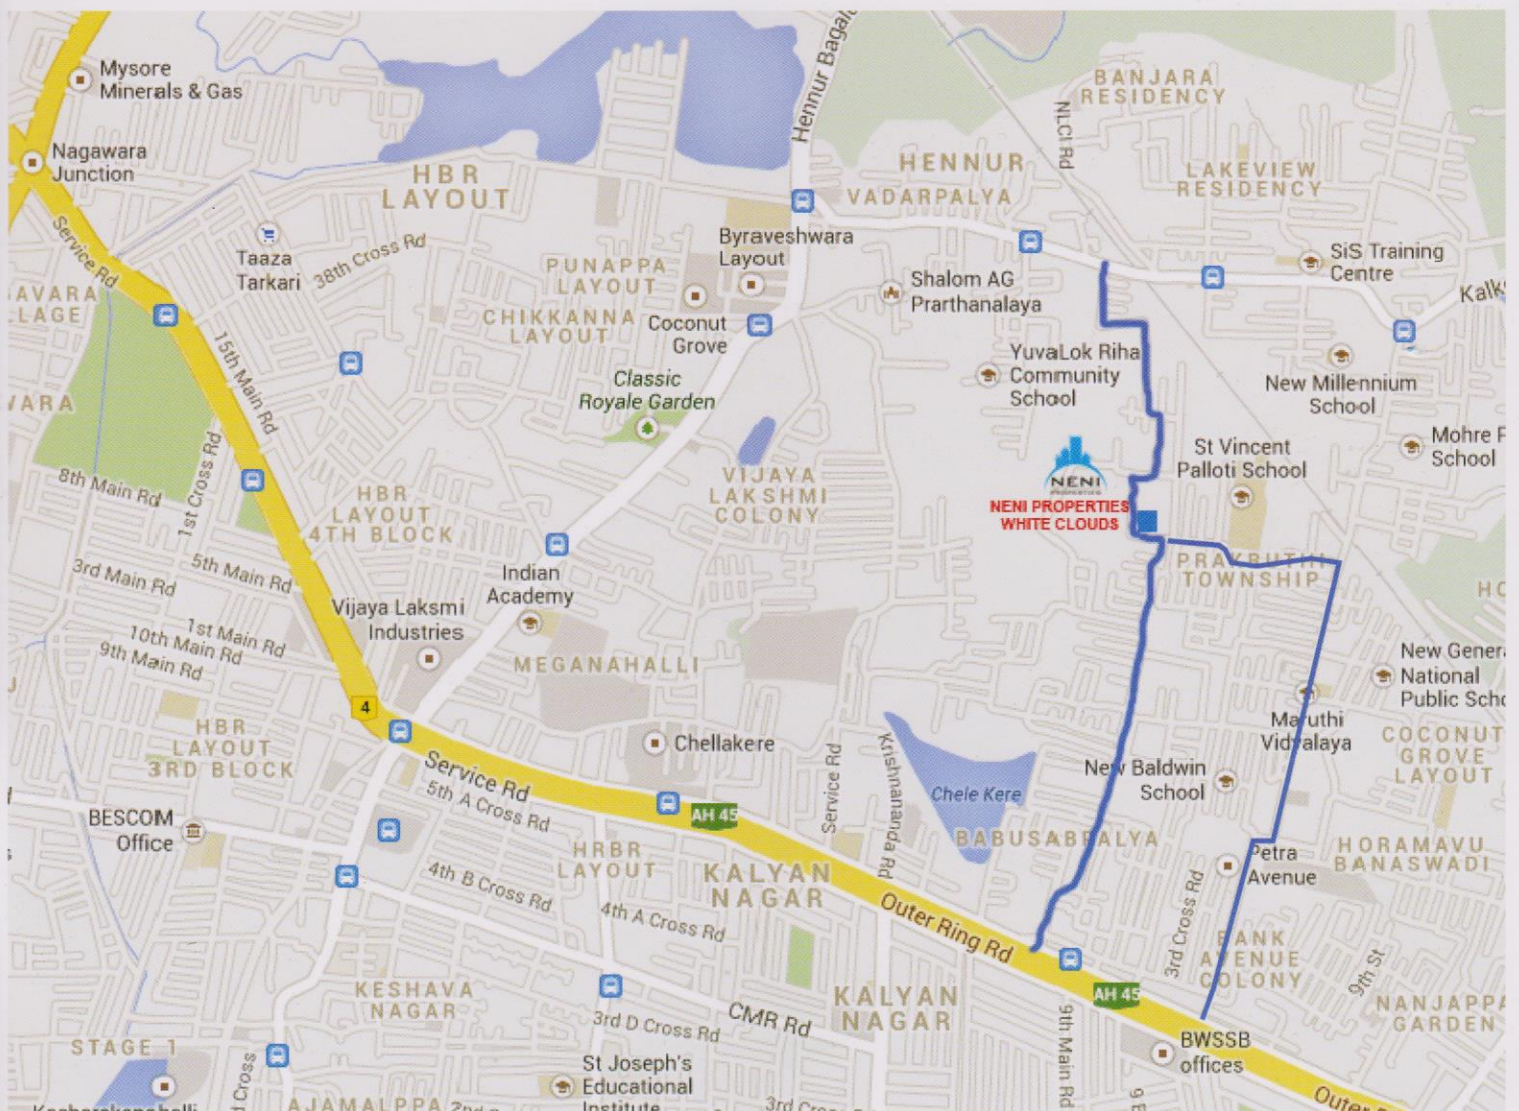 Mysore
Minerals & Gas
Nagawara
Junction
Service Rd
HBR
LAYOUT
Taaza
Tarkari
38th Cross Rd
Hennur
HENNUR
VADARPALYA
BANJARA
RESIDENCY
NLCI Rd
LAKEVIEW
RESIDENCY
SiS Training
Centre
Byraveshwara
Layout
PUNAPPA
LAYOUT
CHIKKANNA
LAYOUT
Coconut
Grove
Shalom AG
Prarthanalaya
15th Main Rd
Classic
Royale Garden
YuvaLok Riha
Community
School
New Millennium
School
Mohre
School
St Vincent
Palloti School
NENI
NENI PROPERTIES
WHITE CLOUDS
VIJAYA
LAKSHMI
COLONY
8th Main Rd
1st Cross Rd
HBR
LAYOUT
4TH BLOCK
5th Main Rd
3rd Main Rd
Indian
Academy
PRAKRUTHI
TOWNSHIP
Vijaya Laksmi
Industries
1st Main Rd
10th Main Rd
9th Main Rd
MEGANAHALLI
New
National
Public
4
HBR
LAYOUT
3RD BLOCK
Chellakere
Service Rd
Krishnananda Rd
Maruthi
Vidyalaya
COCONUT
GROVE
LAYOUT
Service Rd
5th A Cross Rd
AH 45
Chele Kere
New Baldwin
School
BESCOM
Office
BABUSABPALYA
HRBR
LAYOUT
KALYAN
NAGAR
4th B Cross Rd
4th A Cross Rd
Petra
Avenue
HORAMAVU
BANASWADI
Outer Ring Rd
3rd Cross Rd
BANK
AVENUE
COLONY
9th St
KESHAVA
NAGAR
AH 45
KALYAN
NAGAR
CMR Rd
3rd D Cross Rd
9th Main Rd
NANJAPPA
GARDEN
BWSSB
offices
STAGE 1
St Joseph's
Educational
Institute
AJAMALPPA
Outer